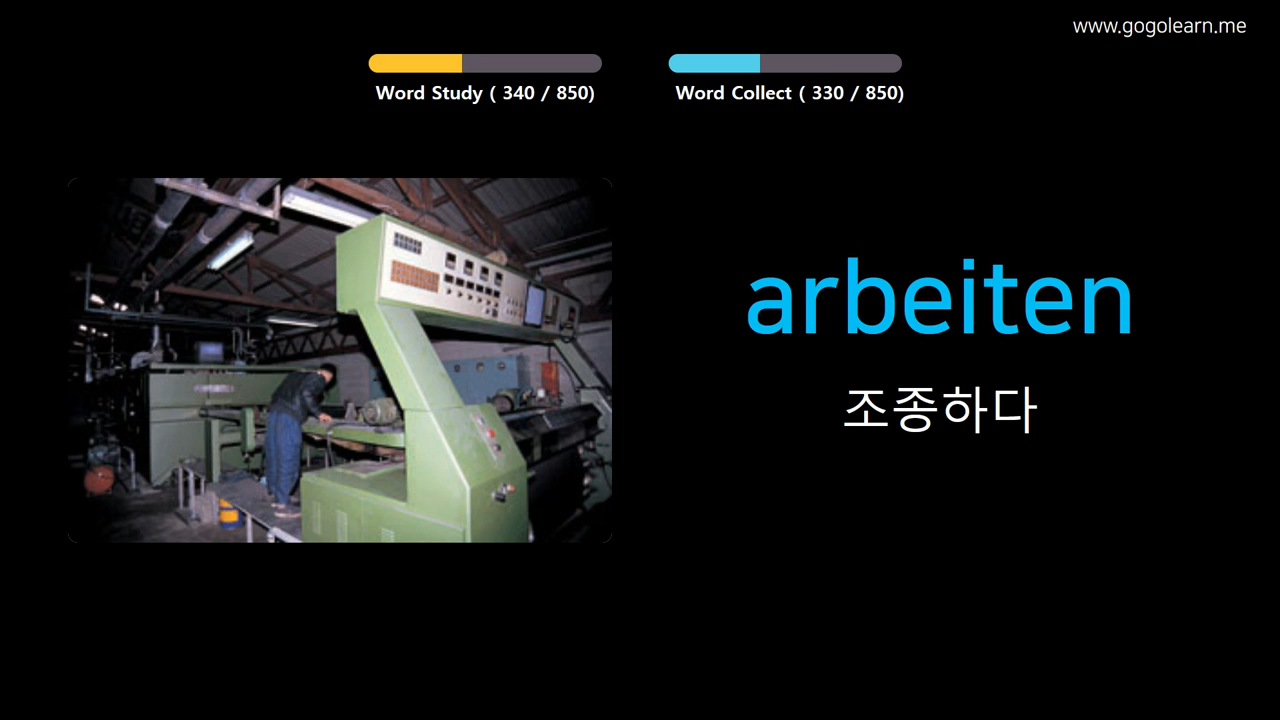 www.gogolearn.me
Word Study ( 340 / 850)
Word Collect ( 330 / 850)
arbeiten
조종하다